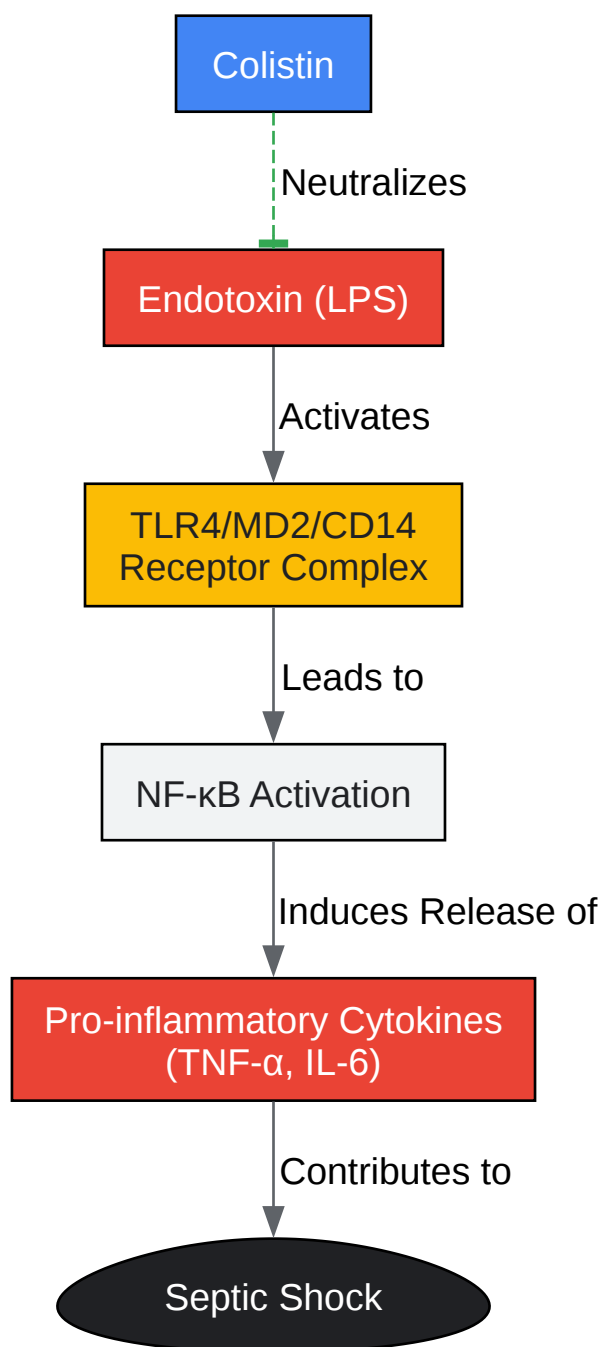 Colistin
Neutralizes
Endotoxin (LPS)
Activates
TLR4/MD2/CD14
Receptor Complex
Leads to
NF-κB Activation
Induces Release of
Pro-inflammatory Cytokines
(TNF-α, IL-6)
Contributes to
Septic Shock